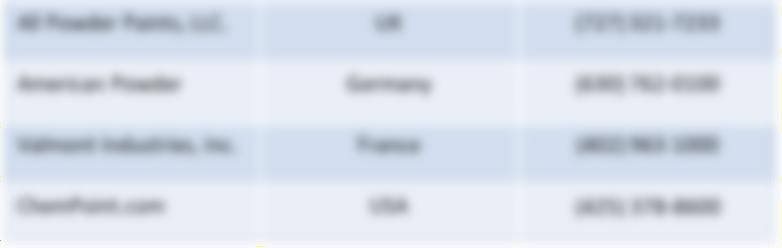 All Powder Paints, LLC. UK (727) 321-7233
American Powder Germany (630) 762-0100
Valmont Industries, Inc. France (402) 963 1000
ChemPoint.com USA (425) 378-8600